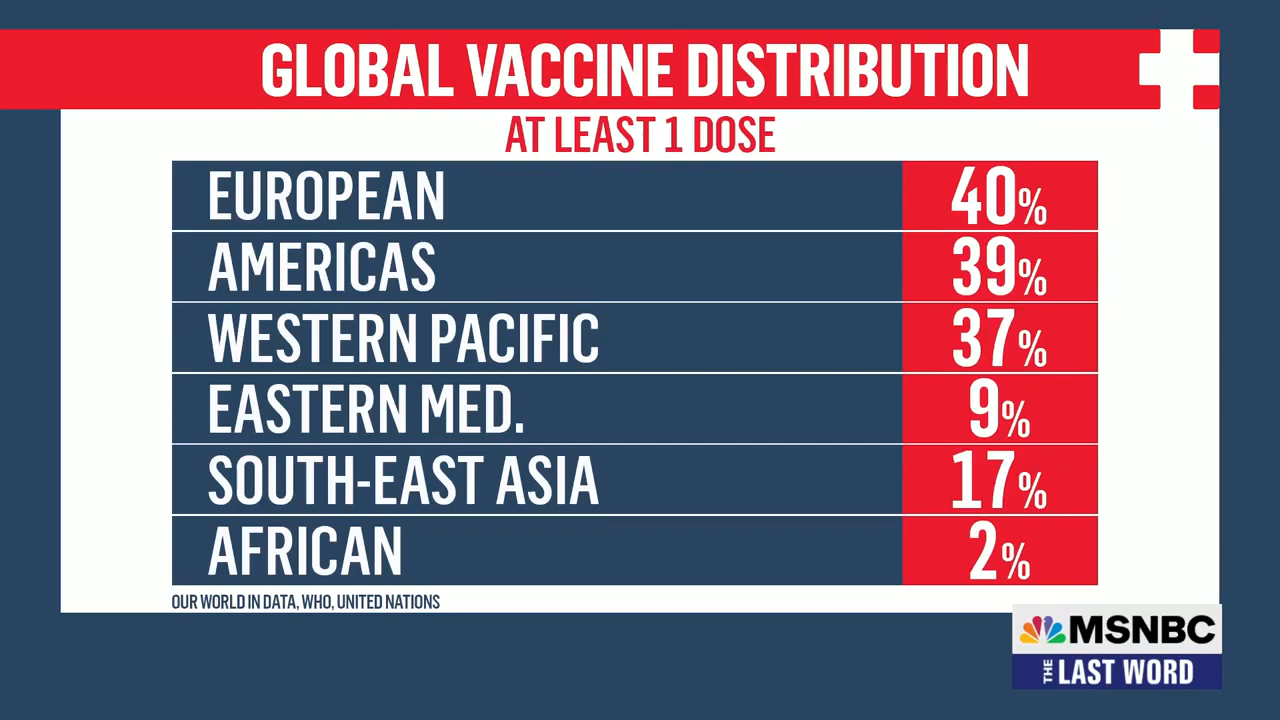 GLOBAL VACCINE DISTRIBUTION
AT LEAST 1 DOSE
EUROPEAN 40%
AMERICAS 39%
WESTERN PACIFIC 37%
EASTERN MED. 9%
SOUTH-EAST ASIA 17%
AFRICAN 2%
OUR WORLD IN DATA, WHO, UNITED NATIONS
MSNBC
THE LAST WORD